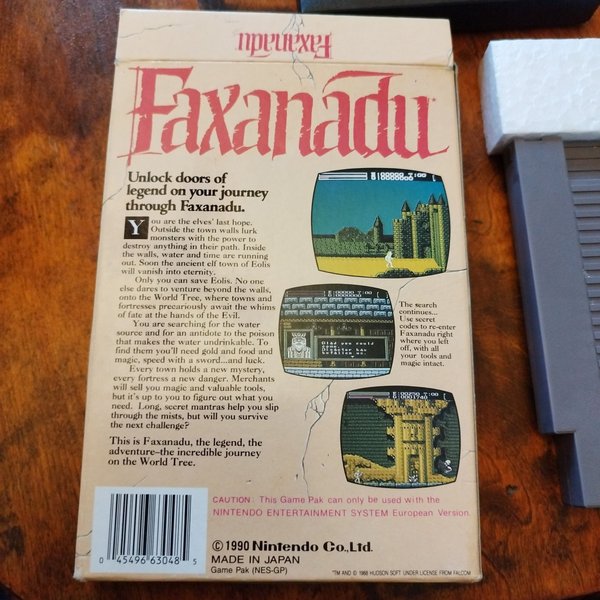 Faxanadu
Faxanadu
Unlock doors of
legend on your journey
through Faxanadu.
You are the elves' last hope.
Outside the town walls lurk
monsters with the power to
destroy anything in their path. Inside
the walls, water and time are running
out. Soon the ancient elf town of Eolis
will vanish into eternity.
Only you can save Eolis. No one
else dares to venture beyond the walls,
onto the World Tree, where towns and
fortresses precariously await the whims
of fate at the hands of the Evil.
You are searching for the water
source and for an antidote to the poison
that makes the water undrinkable. To
find them you'll need gold and food and
magic, speed with a sword...and luck.
Every town holds a new mystery,
every fortress a new danger. Merchants
will sell you magic and valuable tools,
but it's up to you to figure out what you
need. Long, secret mantras help you slip
through the mists, but will you survive
the next challenge?
This is Faxanadu, the legend, the
adventure–the incredible journey
on the World Tree.
The search
continues...
Use secret
codes to re-enter
Faxanadu right
where you left
off, with all
your tools and
magic intact.
CAUTION: This Game Pak can only be used with the
NINTENDO ENTERTAINMENT SYSTEM European Version.
0 45496 63048 5
© 1990 Nintendo Co.,Ltd.
MADE IN JAPAN
Game Pak (NES-GP)
™ AND © 1988 HUDSON SOFT UNDER LICENSE FROM FALCOM